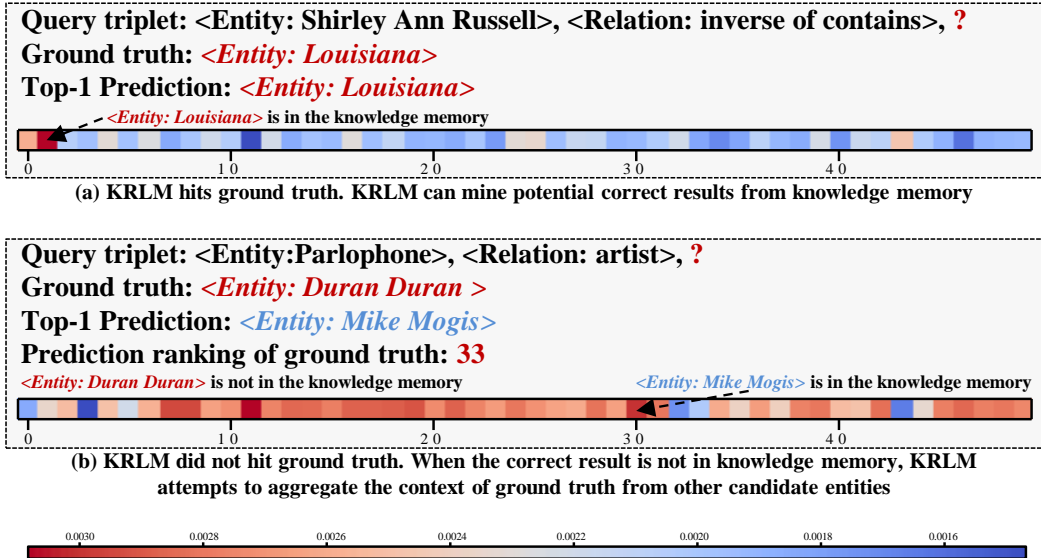 Query triplet: <Entity: Shirley Ann Russell>, <Relation: inverse of contains>, ?
Ground truth: <Entity: Louisiana>
Top-1 Prediction: <Entity: Louisiana>
<Entity: Louisiana> is in the knowledge memory
0 10 20 30 40
(a) KRLM hits ground truth. KRLM can mine potential correct results from knowledge memory
Query triplet: <Entity:Parlophone>, <Relation: artist>, ?
Ground truth: <Entity: Duran Duran >
Top-1 Prediction: <Entity: Mike Mogis>
Prediction ranking of ground truth: 33
<Entity: Duran Duran> is not in the knowledge memory <Entity: Mike Mogis> is in the knowledge memory
0 10 20 30 40
(b) KRLM did not hit ground truth. When the correct result is not in knowledge memory, KRLM
attempts to aggregate the context of ground truth from other candidate entities
0.0030 0.0028 0.0026 0.0024 0.0022 0.0020 0.0018 0.0016